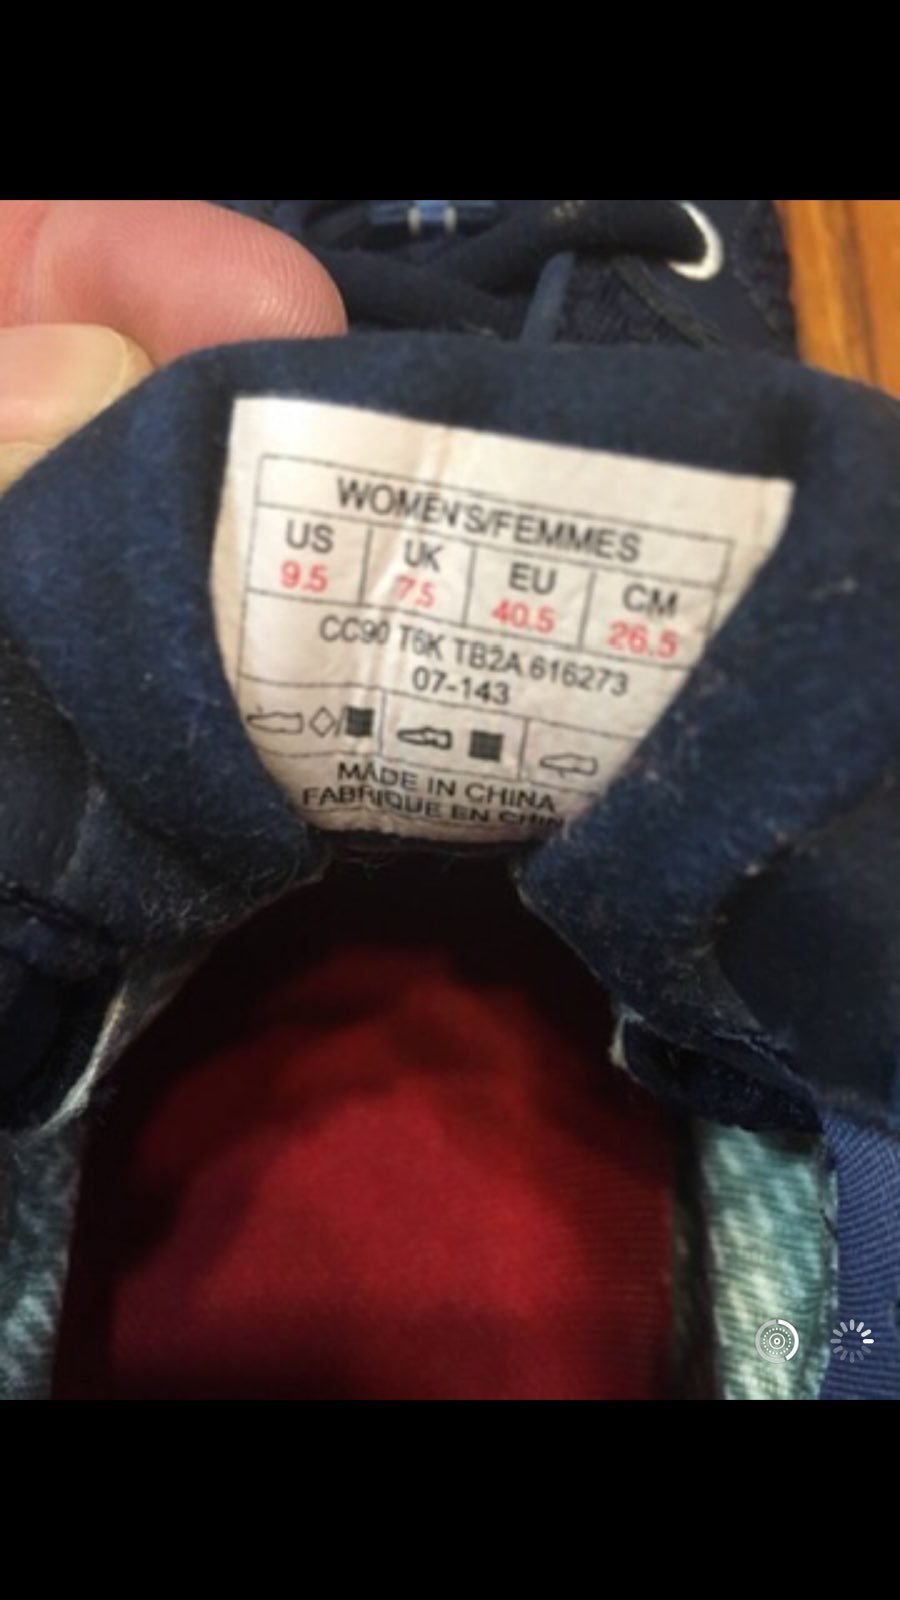 WOMEN'S/FEMMES
US UK EU CM
9.5 7.5 40.5 26.5
CC90 T6K TB2A 616273
07-143
MADE IN CHINA
FABRIQUE EN